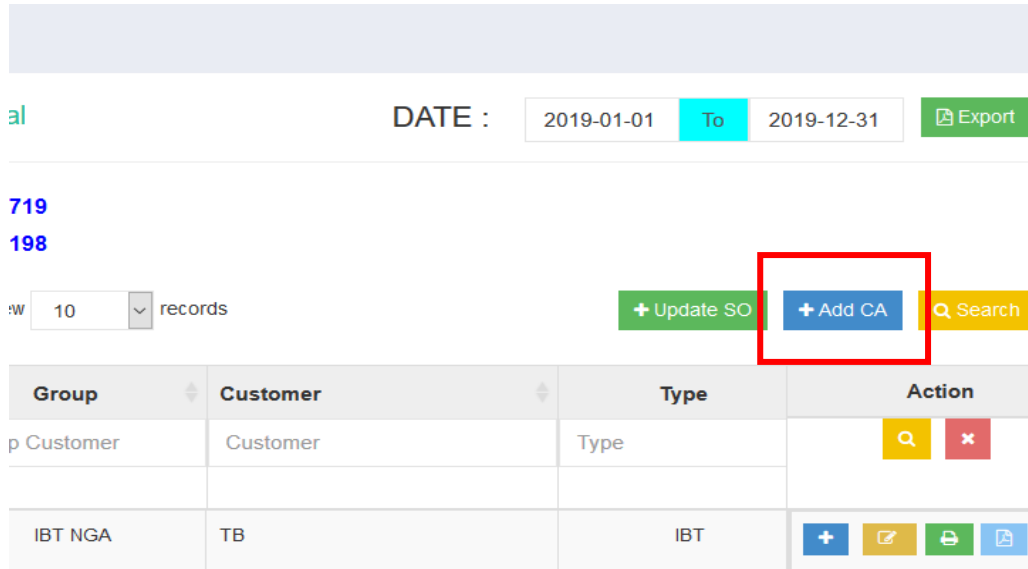 al DATE : 2019-01-01 To 2019-12-31 Export
719
198
ew 10 records + Update SO + Add CA Search
Group Customer Type Action
p Customer Customer Type
IBT NGA TB IBT